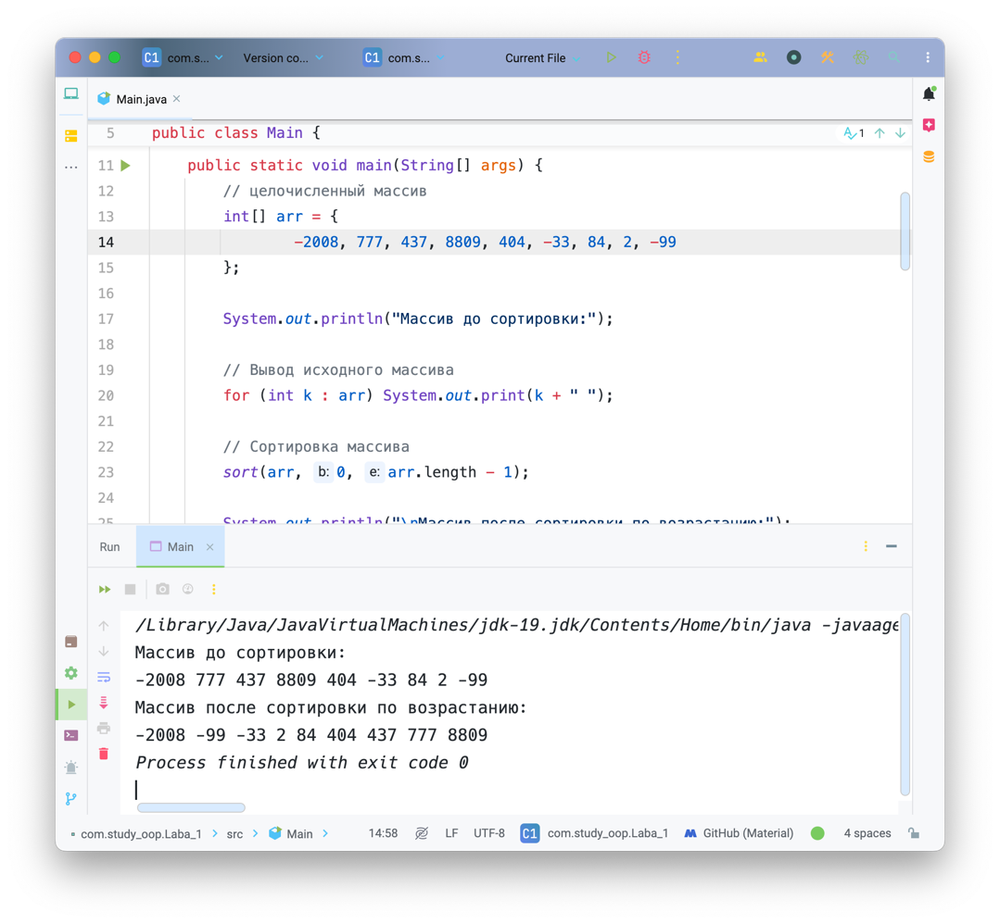 C1 com.s... Version co... C1 com.s... Current File
Main.java
5 public class Main {
1
11 public static void main(String[] args) {
12 // целочисленный массив
13 int[] arr = {
14 -2008, 777, 437, 8809, 404, -33, 84, 2, -99
15 };
16
17 System.out.println("Массив до сортировки:");
18
19 // Вывод исходного массива
20 for (int k : arr) System.out.print(k + " ");
21
22 // Сортировка массива
23 sort(arr, b: 0, e: arr.length - 1);
24
25 System.out.println("\nМассив после сортировки по возрастанию:");
Run Main
/Library/Java/JavaVirtualMachines/jdk-19.jdk/Contents/Home/bin/java -javaage
Массив до сортировки:
-2008 777 437 8809 404 -33 84 2 -99
Массив после сортировки по возрастанию:
-2008 -99 -33 2 84 404 437 777 8809
Process finished with exit code 0
com.study_oop.Laba_1 src Main 14:58 LF UTF-8 C1 com.study_oop.Laba_1 GitHub (Material) 4 spaces